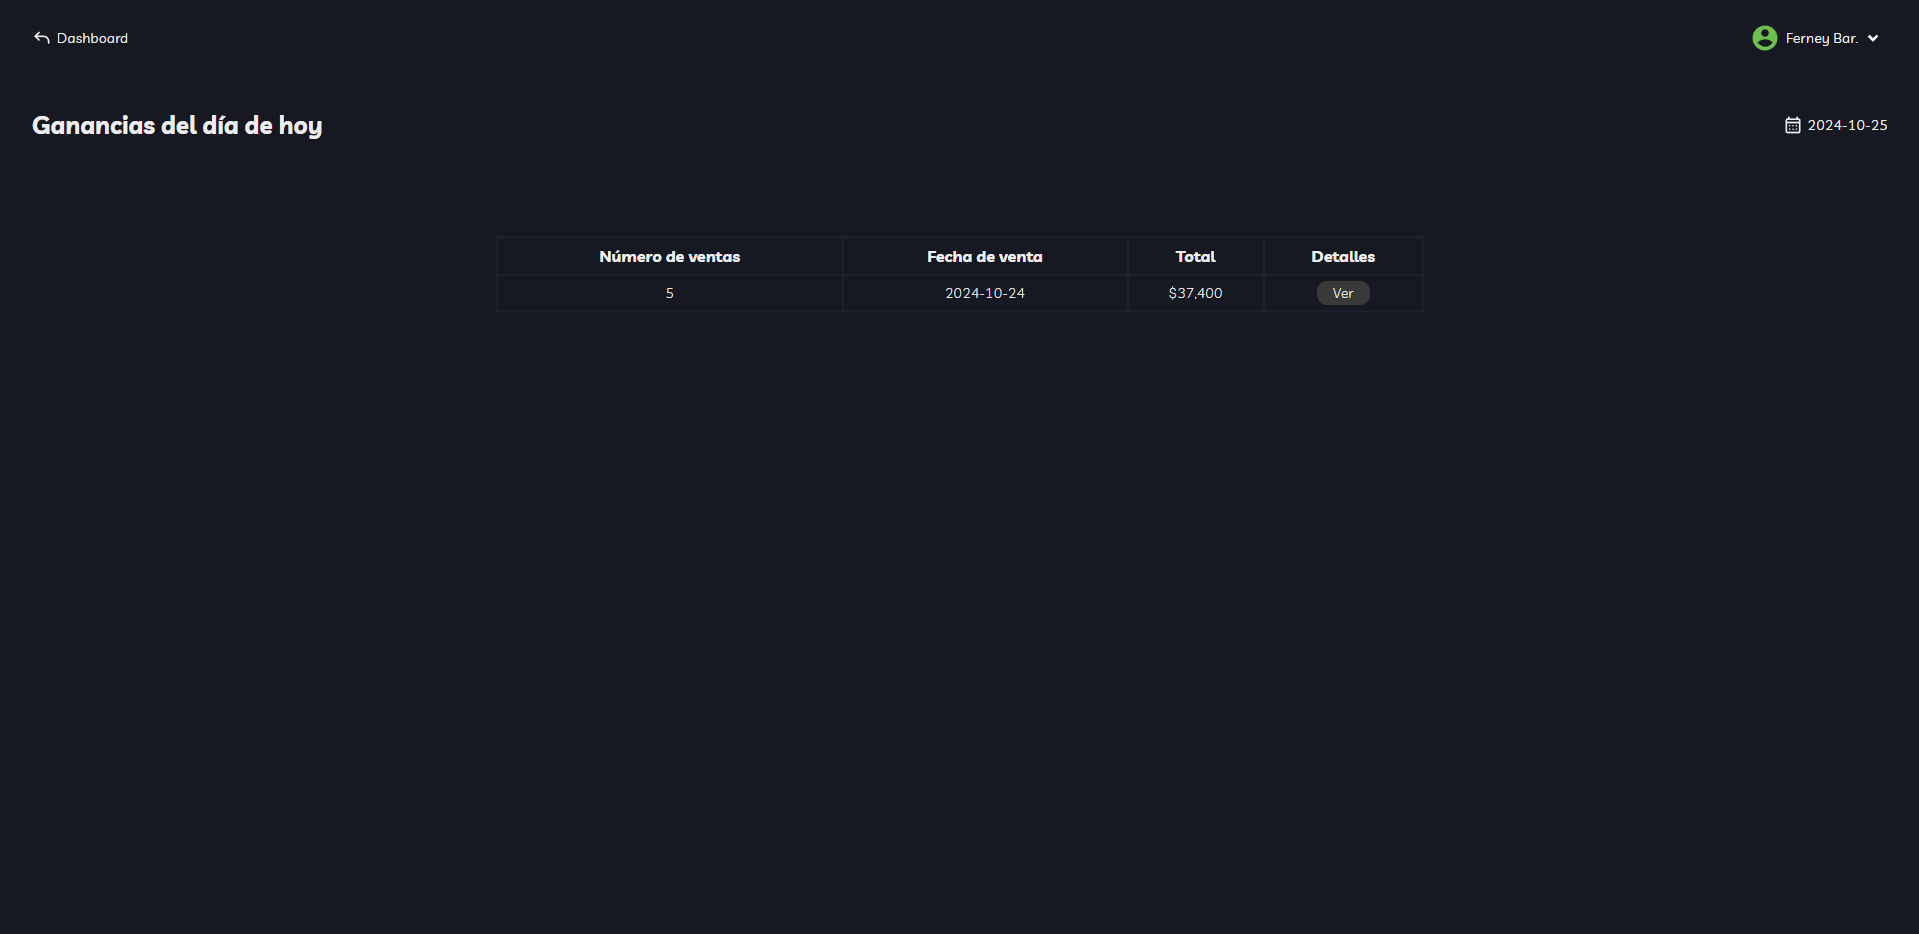 Dashboard
Ferney Bar.
Ganancias del día de hoy
2024-10-25
Número de ventas Fecha de venta Total Detalles
5 2024-10-24 $37,400 Ver